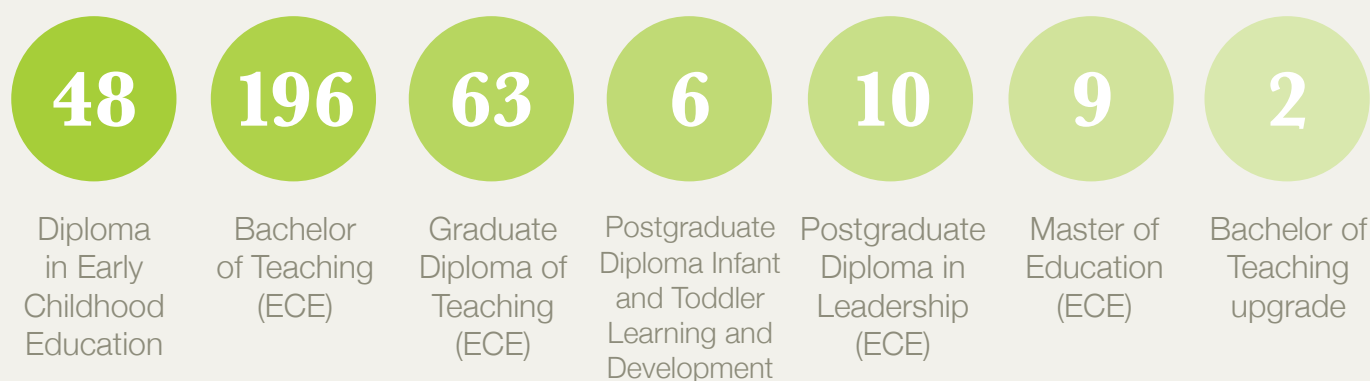 48
Diploma
in Early
Childhood
Education
196
Bachelor
of Teaching
(ECE)
63
Graduate
Diploma of
Teaching
(ECE)
6
Postgraduate
Diploma Infant
and Toddler
Learning and
Development
10
Postgraduate
Diploma in
Leadership
(ECE)
9
Master of
Education
(ECE)
2
Bachelor of
Teaching
upgrade